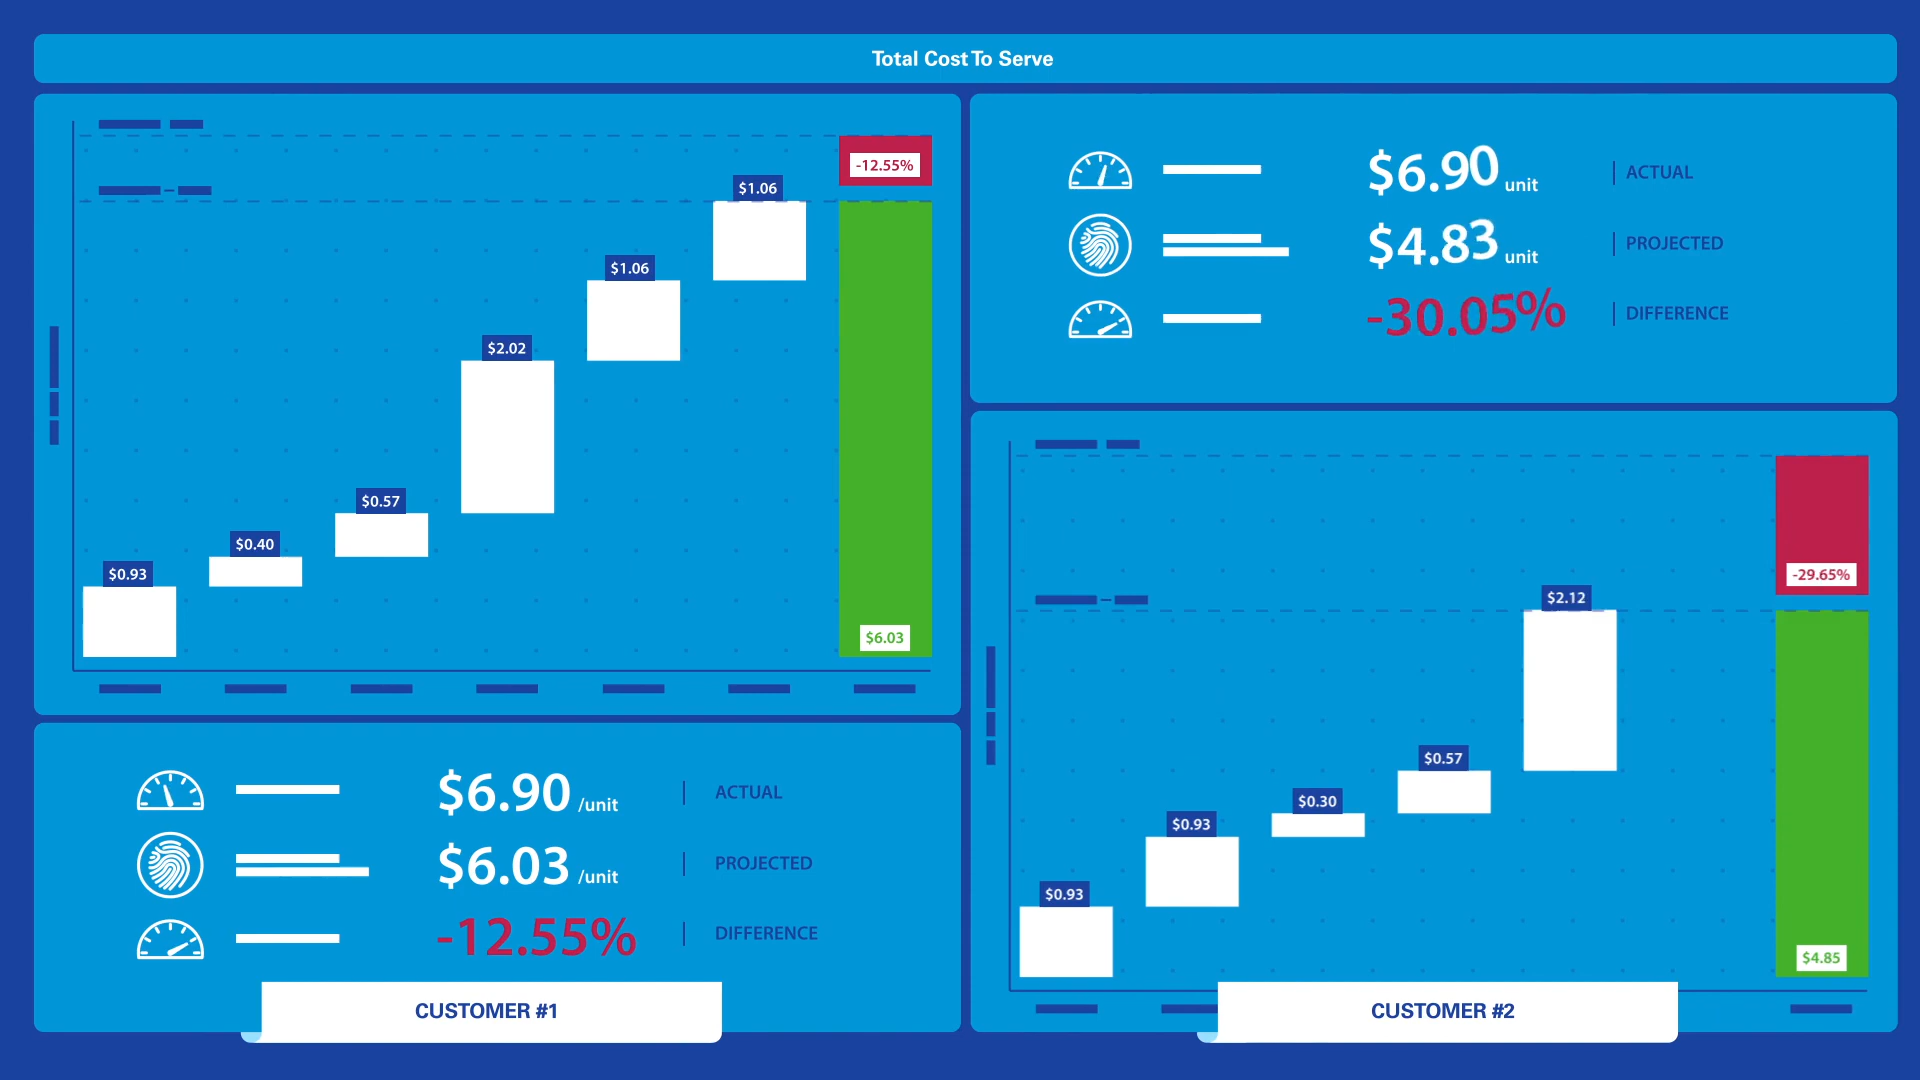 Total Cost To Serve
-12.55%
$1.06
$1.06
$2.02
$0.57
$0.40
$0.93
$6.03
$6.90 /unit ACTUAL
$6.03 /unit PROJECTED
-12.55% DIFFERENCE
CUSTOMER #1
$6.90 unit ACTUAL
$4.83 unit PROJECTED
-30.05% DIFFERENCE
-29.65%
$2.12
$0.57
$0.30
$0.93
$0.93
$4.85
CUSTOMER #2